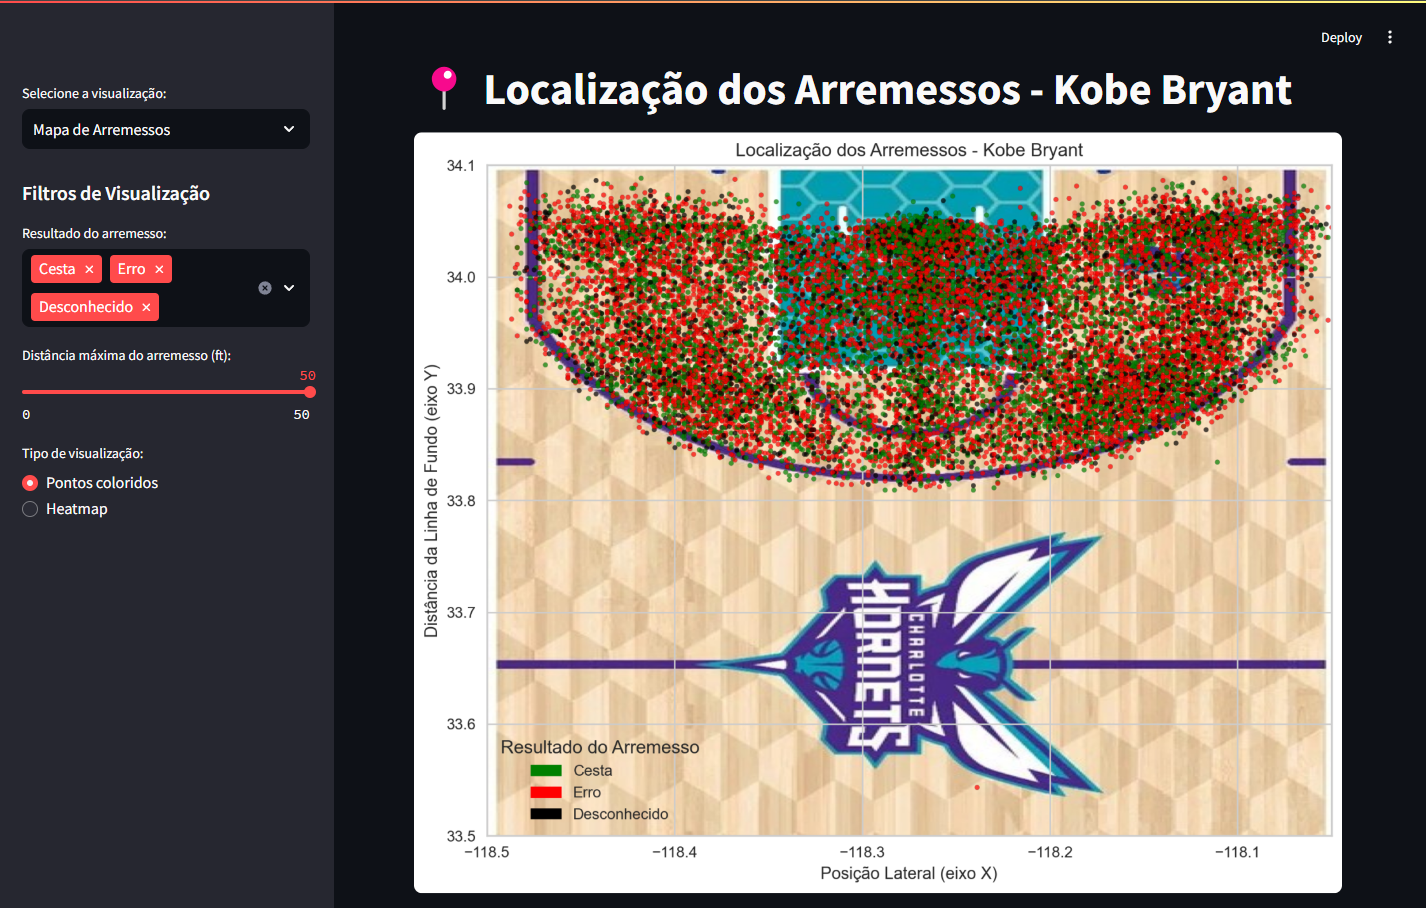 Deploy
Selecione a visualização:
Mapa de Arremessos
Filtros de Visualização
Resultado do arremesso:
Cesta × Erro ×
Desconhecido ×
Distância máxima do arremesso (ft):
50
0 50
Tipo de visualização:
Pontos coloridos
Heatmap
Localização dos Arremessos - Kobe Bryant
Localização dos Arremessos - Kobe Bryant
34.1
34.0
33.9
33.8
33.7
33.6
33.5
Distância da Linha de Fundo (eixo Y)
HORNETS
CHARLOTTE
Resultado do Arremesso
Cesta
Erro
Desconhecido
−118.5 −118.4 −118.3 −118.2 −118.1
Posição Lateral (eixo X)